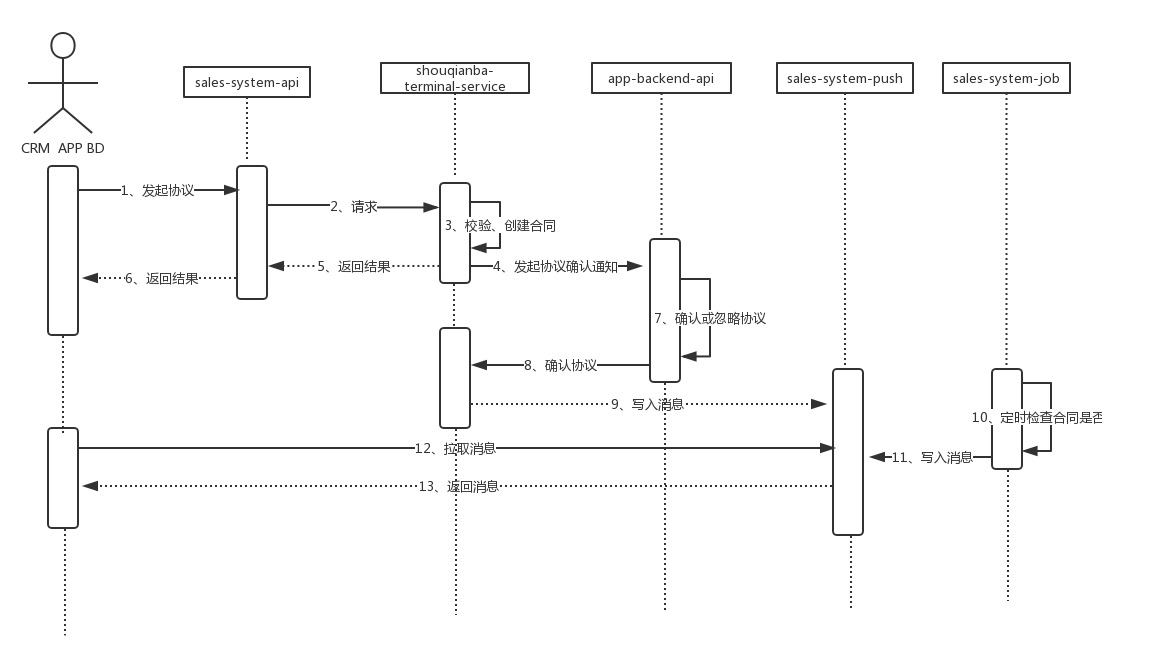 shouqianba-
terminal-service
sales-system-api
app-backend-api
sales-system-push
sales-system-job
CRM APP BD
1、发起协议
2、请求
3、校验、创建合同
4、发起协议确认通知
5、返回结果
6、返回结果
7、确认或忽略协议
8、确认协议
9、写入消息
10、定时检查合同是否
11、写入消息
12、拉取消息
13、返回消息